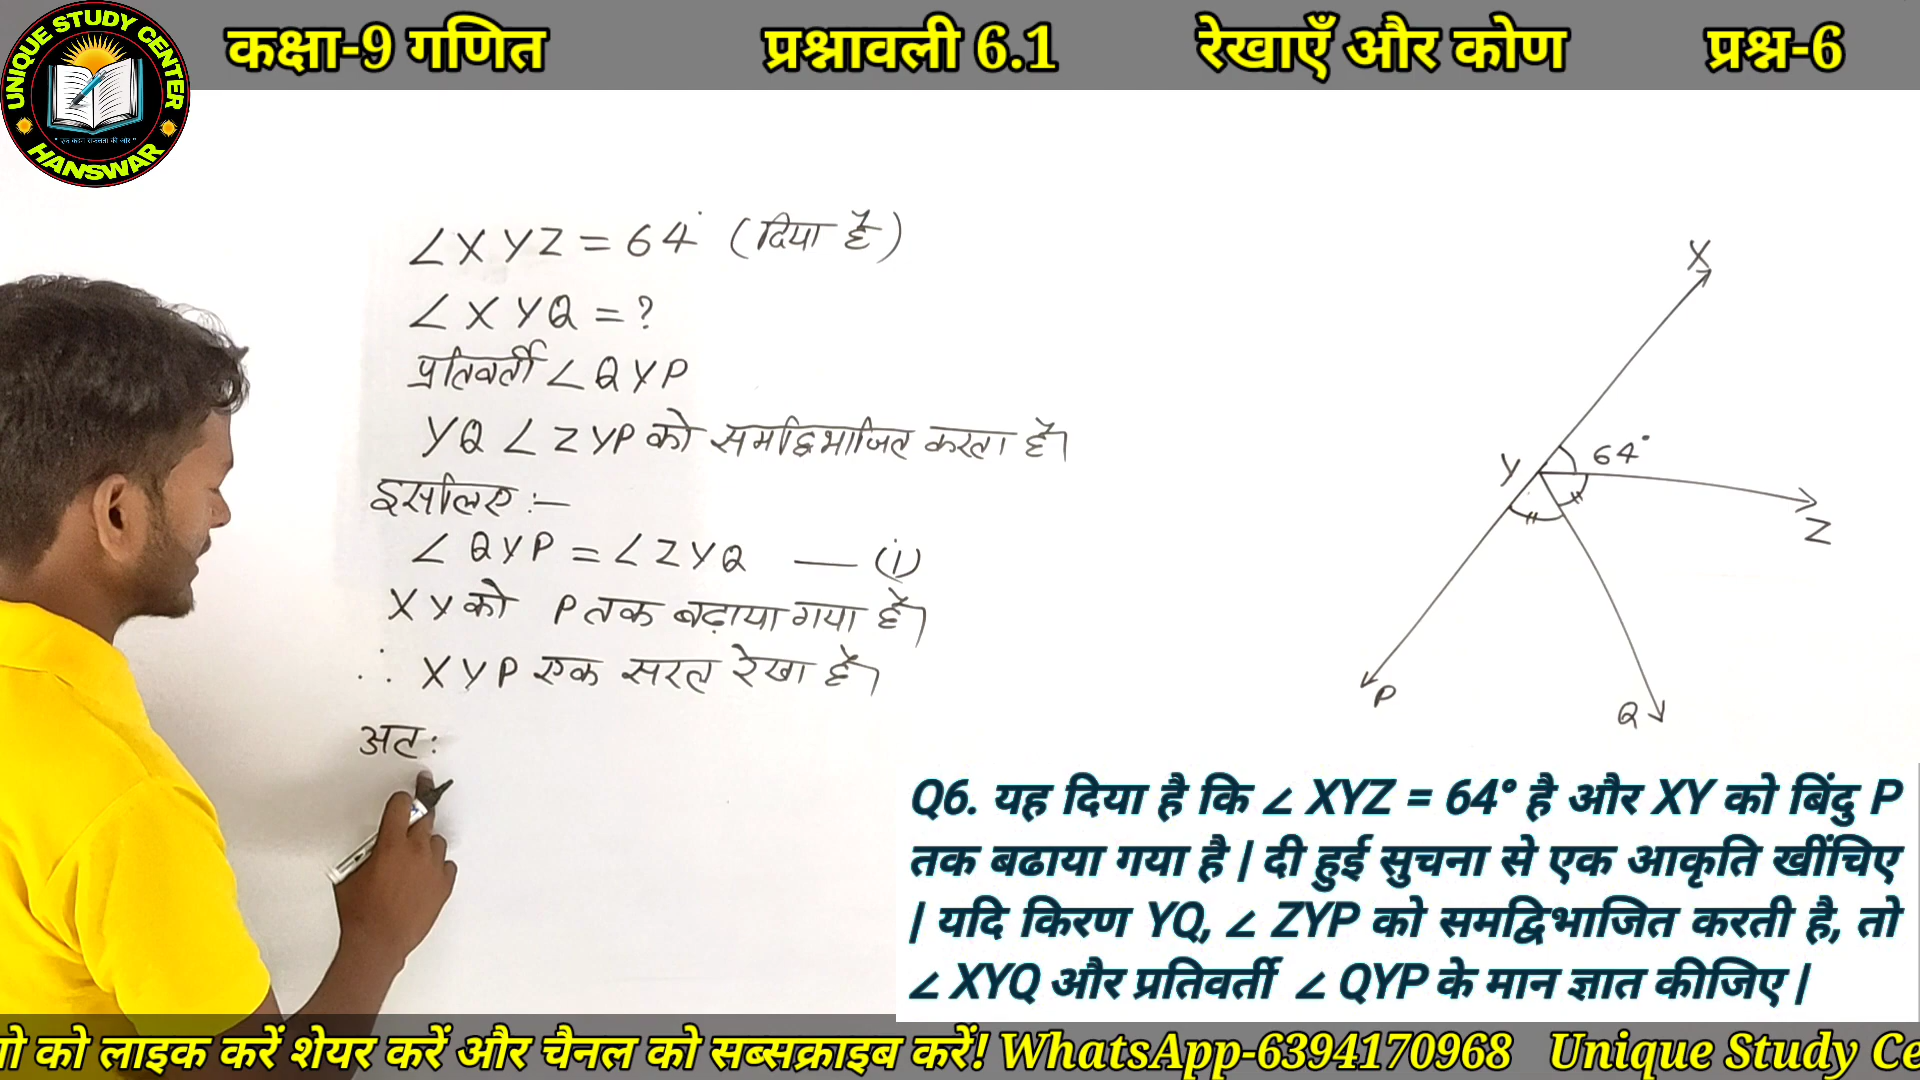 UNIQUE STUDY CENTER
HANSWAR
कक्षा-9 गणित प्रश्नावली 6.1 रेखाएँ और कोण प्रश्न-6
∠XYZ = 64° (दिया है)
∠XYQ = ?
प्रतिवर्ती ∠QYP
YQ ∠ZYP को समद्विभाजित करता है।
इसलिए :—
∠QYP = ∠ZYQ — (i)
XY को P तक बढ़ाया गया है।
∴ XYP एक सरल रेखा है।
अतः
X
Y 64°
Z
P
Q
Q6. यह दिया है कि ∠ XYZ = 64° है और XY को बिंदु P
तक बढाया गया है | दी हुई सुचना से एक आकृति खींचिए
| यदि किरण YQ, ∠ ZYP को समद्विभाजित करती है, तो
∠ XYQ और प्रतिवर्ती ∠ QYP के मान ज्ञात कीजिए |
को लाइक करें शेयर करें और चैनल को सब्सक्राइब करें! WhatsApp-6394170968 Unique Study Ce